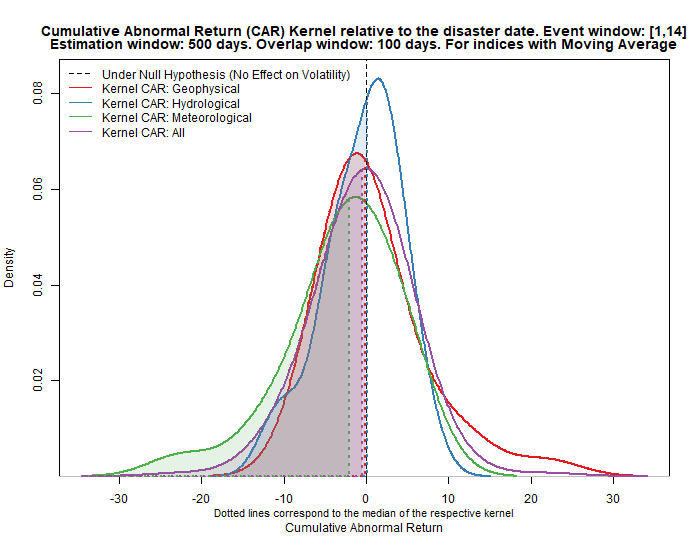 Cumulative Abnormal Return (CAR) Kernel relative to the disaster date. Event window: [1,14]
Estimation window: 500 days. Overlap window: 100 days. For indices with Moving Average
Under Null Hypothesis (No Effect on Volatility)
Kernel CAR: Geophysical
Kernel CAR: Hydrological
Kernel CAR: Meteorological
Kernel CAR: All
Density
0.08
0.06
0.04
0.02
-30 -20 -10 0 10 20 30
Dotted lines correspond to the median of the respective kernel
Cumulative Abnormal Return